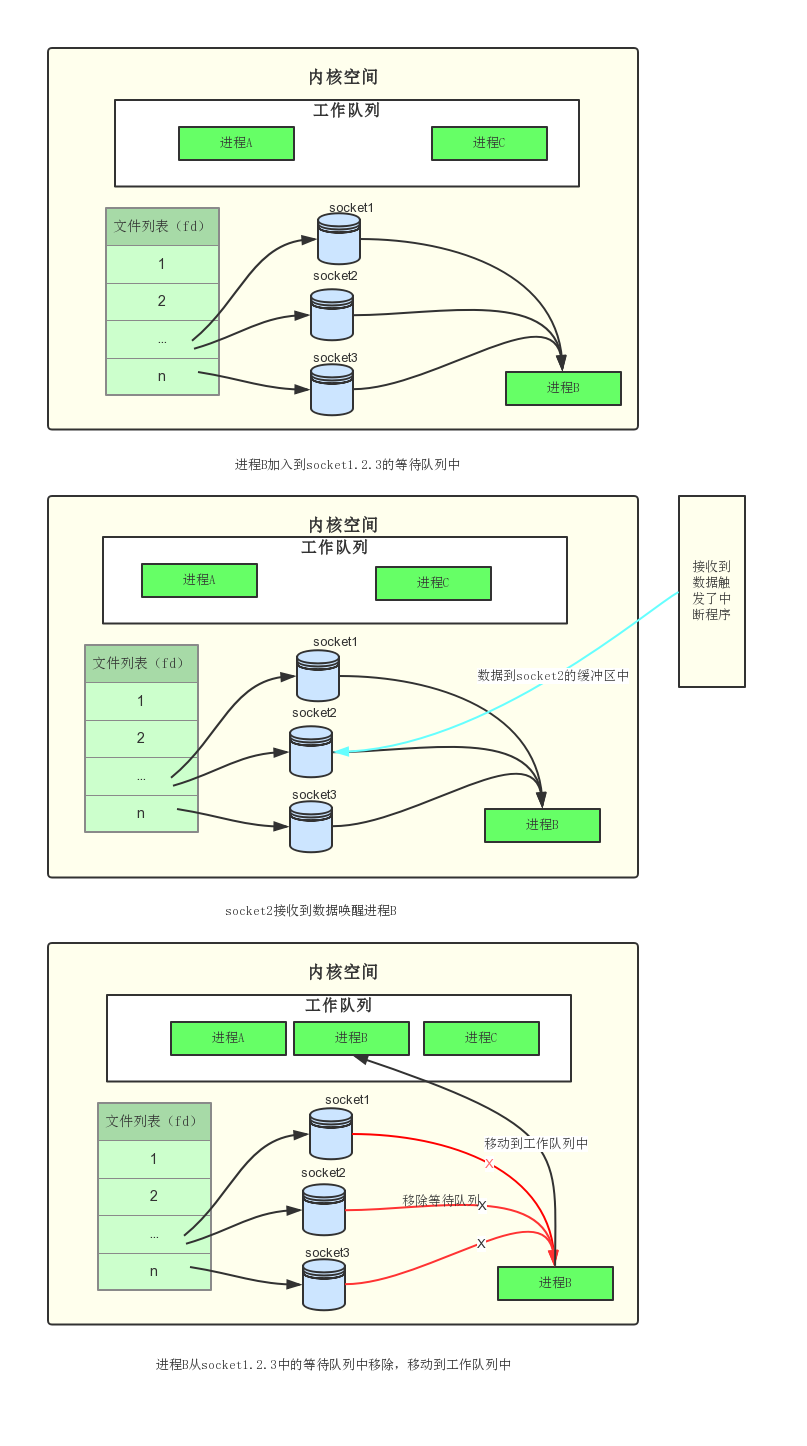 内核空间
工作队列
进程A
进程C
文件列表（fd）
1
2
...
n
socket1
socket2
socket3
进程B
进程B加入到socket1.2.3的等待队列中
内核空间
工作队列
进程A
进程C
文件列表（fd）
1
2
...
n
socket1
socket2
socket3
进程B
数据到socket2的缓冲区中
接收到
数据触
发了中
断程序
socket2接收到数据唤醒进程B
内核空间
工作队列
进程A
进程B
进程C
文件列表（fd）
1
2
...
n
socket1
socket2
socket3
移动到工作队列中
X
移除等待队列
X
X
进程B
进程B从socket1.2.3中的等待队列中移除，移动到工作队列中